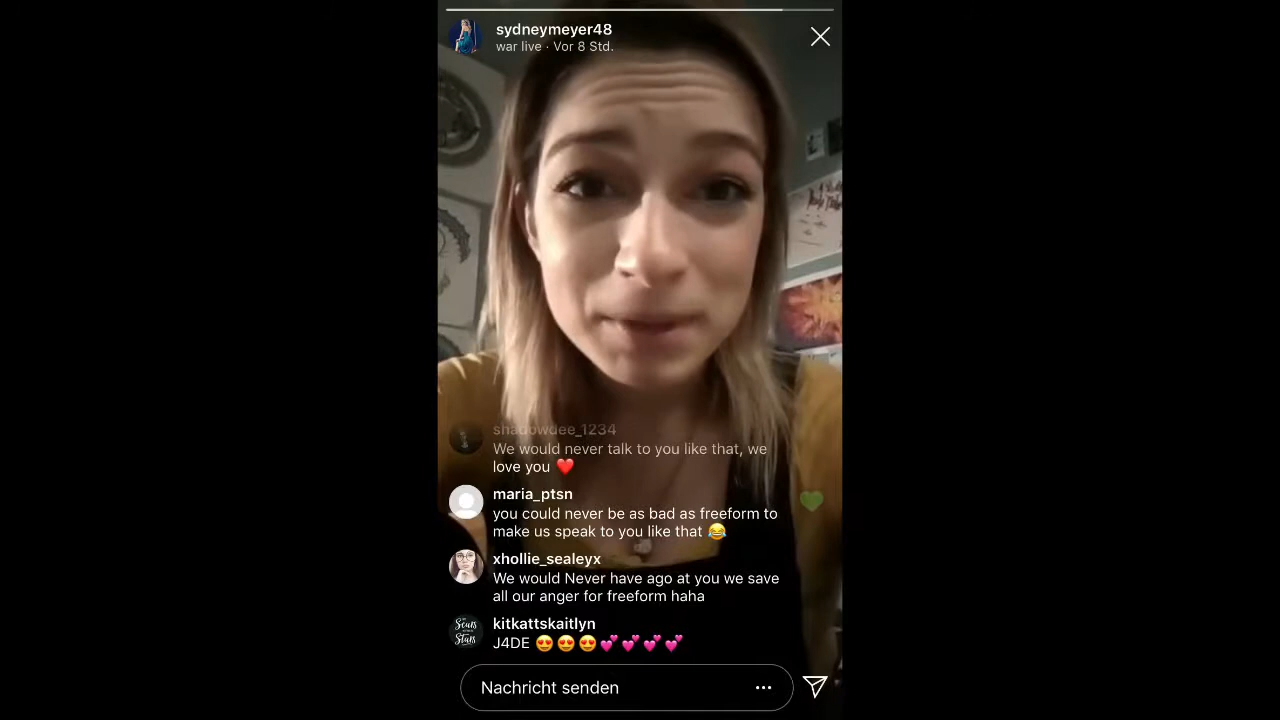 sydneymeyer48
war live · Vor 8 Std.
shadowdee_1234
We would never talk to you like that, we
love you ❤️
maria_ptsn
you could never be as bad as freeform to
make us speak to you like that 😂
xhollie_sealeyx
We would Never have ago at you we save
all our anger for freeform haha
kitkattskaitlyn
J4DE 😍😍😍💕💕💕💕
Scars
Stars
Nachricht senden